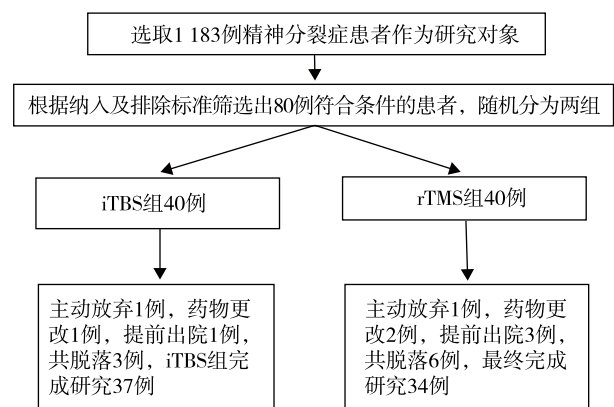 选取1 183例精神分裂症患者作为研究对象
根据纳入及排除标准筛选出80例符合条件的患者，随机分为两组
iTBS组40例
rTMS组40例
主动放弃1例，药物更
改1例，提前出院1例，
共脱落3例，iTBS组完
成研究37例
主动放弃1例，药物更
改2例，提前出院3例，
共脱落6例，最终完成
研究34例